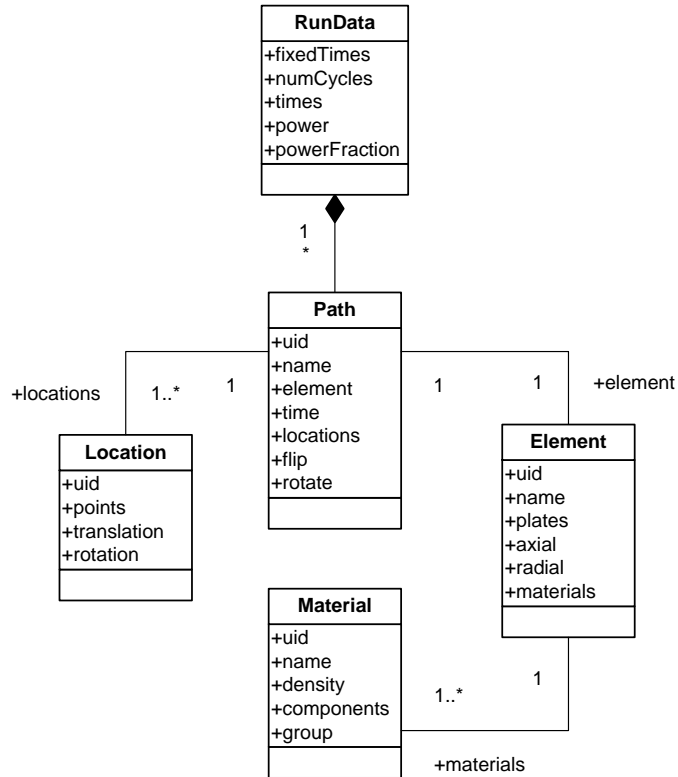 RunData
+fixedTimes
+numCycles
+times
+power
+powerFraction
1
*
Path
+uid
+name
+element
+time
+locations
+flip
+rotate
+locations
1..*
1
1
1
+element
Location
+uid
+points
+translation
+rotation
Element
+uid
+name
+plates
+axial
+radial
+materials
Material
+uid
+name
+density
+components
+group
1..*
1
+materials